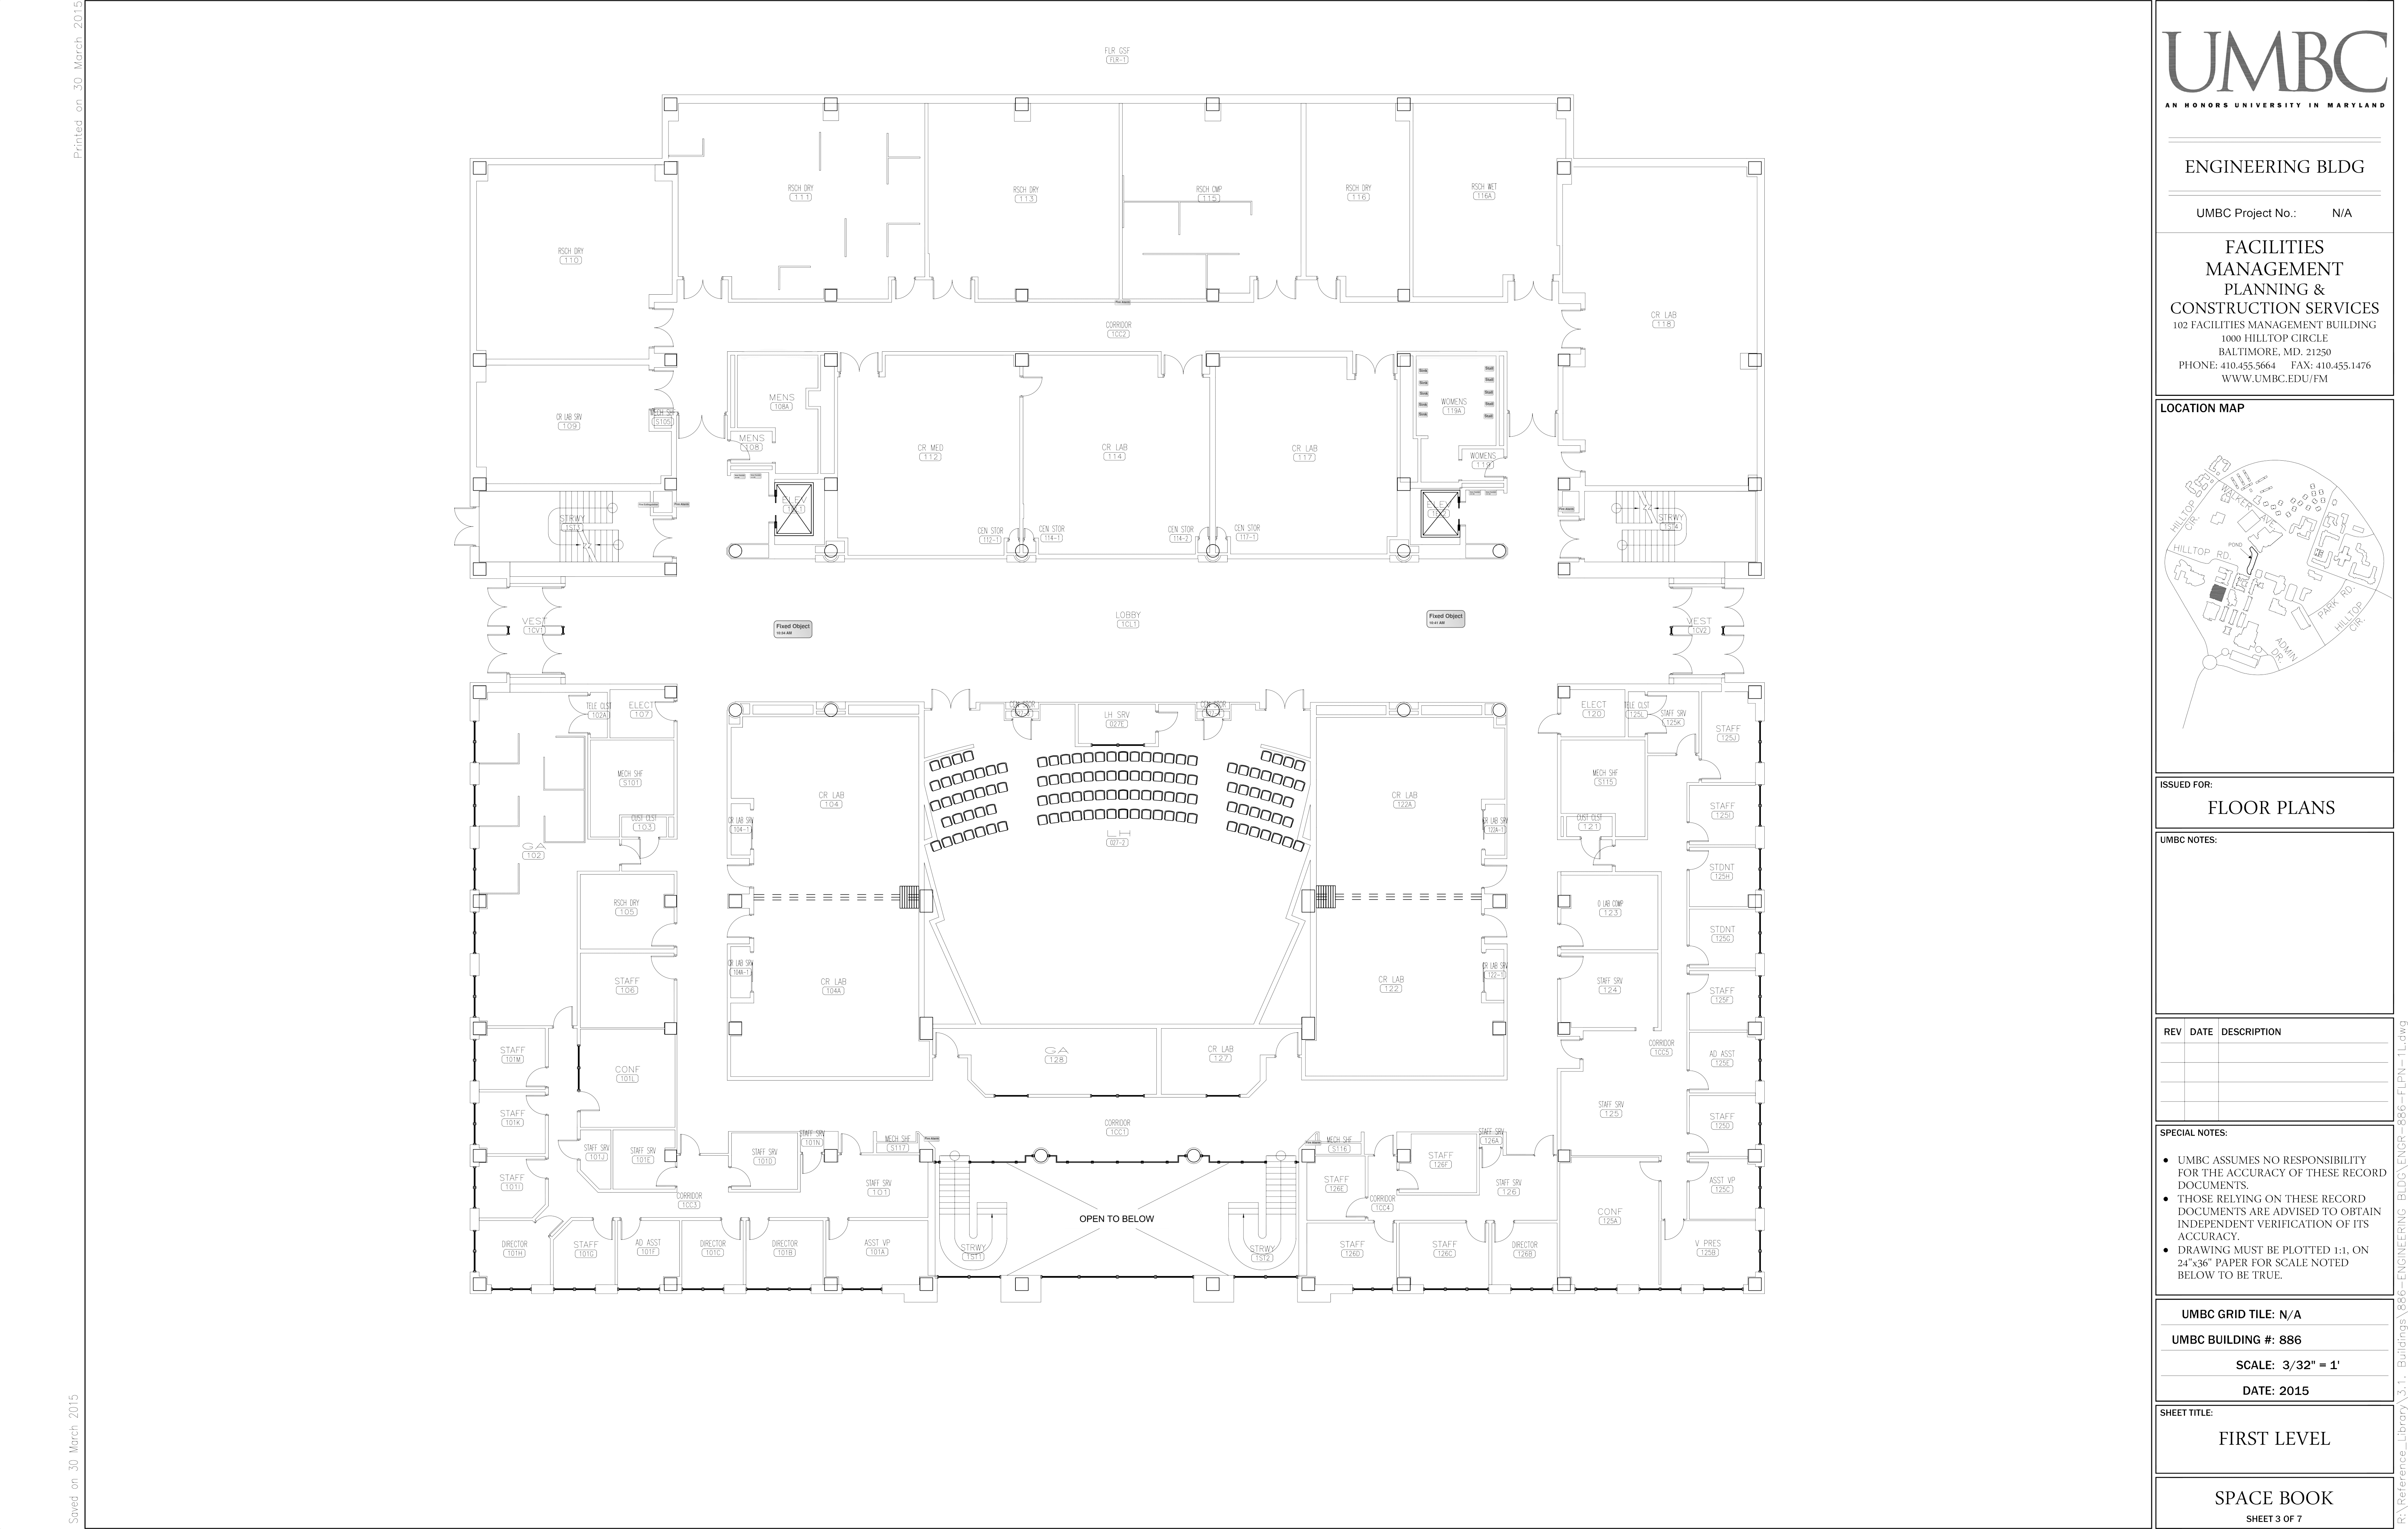 Printed on 30 March 2015
FLR GSF
FLR-1
RSCH DRY
111
RSCH DRY
113
RSCH CMP
115
RSCH DRY
116
RSCH WET
116A
RSCH DRY
110
CR LAB
118
CORRIDOR
1CC2
CR LAB SRV
109
MECH SHF
S105
MENS
108A
MENS
108
CR MED
112
CR LAB
114
CR LAB
117
WOMENS
119A
WOMENS
119
ELEV
ELEV
STRWY
1ST3
STRWY
1ST4
CEN STOR
112-1
CEN STOR
114-1
CEN STOR
114-2
CEN STOR
117-1
VEST
1CV1
Fixed Object
LOBBY
1CL1
Fixed Object
10:41 AM
VEST
1CV2
TELE CLST
102A
ELECT
107
CEN STOR
LH SRV
027E
CEN STOR
ELECT
120
TELE CLST
125L
STAFF SRV
125K
STAFF
125J
MECH SHF
S101
CR LAB
104
CR LAB
122A
MECH SHF
S115
STAFF
125I
CUST CLST
103
CR LAB SRV
104-1
LH
027-2
CR LAB SRV
122A-1
CUST CLST
121
GA
102
STDNT
125H
RSCH DRY
105
O LAB COMP
123
STDNT
125G
STAFF
106
CR LAB SRV
104A-1
CR LAB
104A
CR LAB
122
CR LAB SRV
122-1
STAFF SRV
124
STAFF
125F
STAFF
101M
CONF
101L
GA
128
CR LAB
127
CORRIDOR
1CC5
AD ASST
125E
STAFF
101K
CORRIDOR
1CC1
STAFF SRV
125
STAFF
125D
STAFF SRV
101J
STAFF SRV
101E
STAFF SRV
101D
STAFF SRV
101N
MECH SHF
S117
MECH SHF
S116
STAFF
126F
STAFF SRV
126A
STAFF
101I
CORRIDOR
1CC3
STAFF SRV
101
STAFF
126E
CORRIDOR
1CC4
STAFF SRV
126
ASST VP
125C
OPEN TO BELOW
CONF
125A
DIRECTOR
101H
STAFF
101G
AD ASST
101F
DIRECTOR
101C
DIRECTOR
101B
ASST VP
101A
STRWY
1ST1
STRWY
1ST2
STAFF
126D
STAFF
126C
DIRECTOR
126B
V PRES
125B
Saved on 30 March 2015
UMBC
AN HONORS UNIVERSITY IN MARYLAND
ENGINEERING BLDG
UMBC Project No.: N/A
FACILITIES
MANAGEMENT
PLANNING &
CONSTRUCTION SERVICES
102 FACILITIES MANAGEMENT BUILDING
1000 HILLTOP CIRCLE
BALTIMORE, MD. 21250
PHONE: 410.455.5664 FAX: 410.455.1476
WWW.UMBC.EDU/FM
LOCATION MAP
HILLTOP CIR.
WALKER AVE.
POND
HILLTOP RD.
PARK RD.
HILLTOP CIR.
ADMIN DR.
ISSUED FOR:
FLOOR PLANS
UMBC NOTES:
REV DATE DESCRIPTION
SPECIAL NOTES:
● UMBC ASSUMES NO RESPONSIBILITY
FOR THE ACCURACY OF THESE RECORD
DOCUMENTS.
● THOSE RELYING ON THESE RECORD
DOCUMENTS ARE ADVISED TO OBTAIN
INDEPENDENT VERIFICATION OF ITS
ACCURACY.
● DRAWING MUST BE PLOTTED 1:1, ON
24"x36" PAPER FOR SCALE NOTED
BELOW TO BE TRUE.
UMBC GRID TILE: N/A
UMBC BUILDING #: 886
SCALE: 3/32" = 1'
DATE: 2015
SHEET TITLE:
FIRST LEVEL
SPACE BOOK
SHEET 3 OF 7
R:\Reference_Library\3.1. Buildings\886-ENGINEERING BLDG\ENGR-886-FLPN-1L.dwg